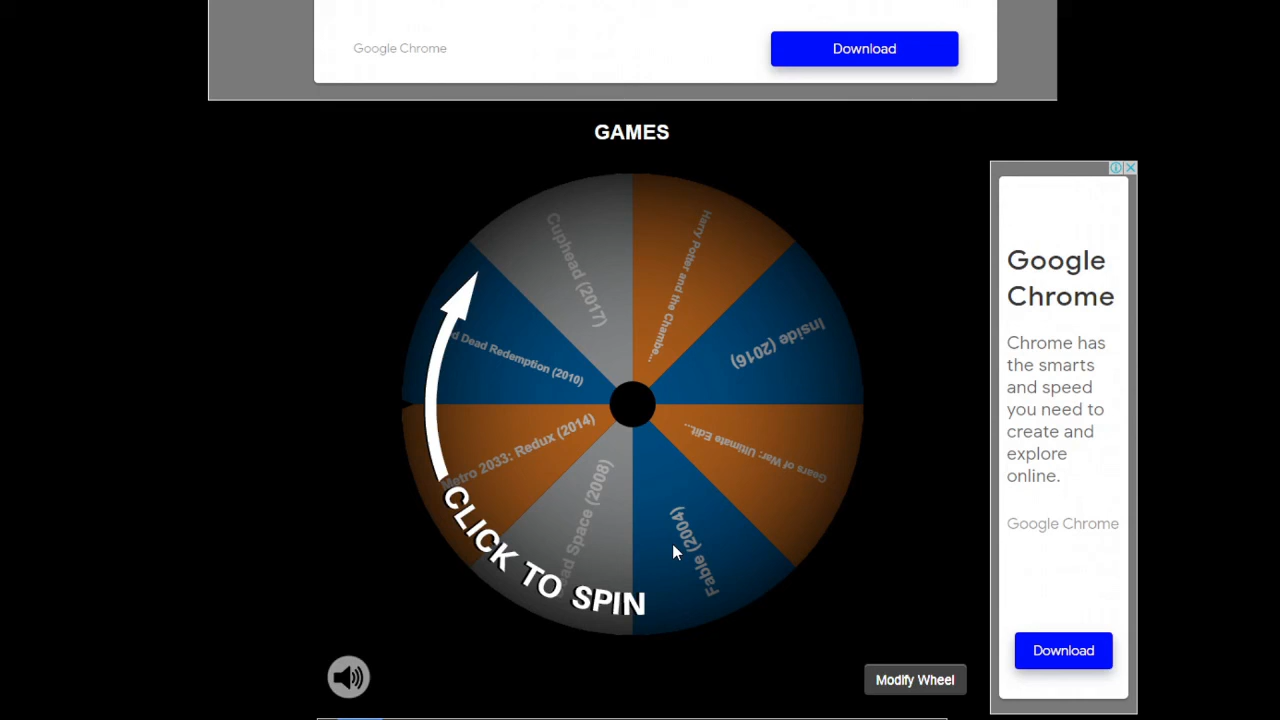 Google Chrome
Download
GAMES
Cuphead (2017)
Harry Potter and the Chambe...
Inside (2016)
Gears of War: Ultimate Edit...
Fable (2004)
Space (2008)
Metro 2033: Redux (2014)
Dead Redemption (2010)
CLICK TO SPIN
Modify Wheel
Google
Chrome
Chrome has
the smarts
and speed
you need to
create and
explore
online.
Google Chrome
Download